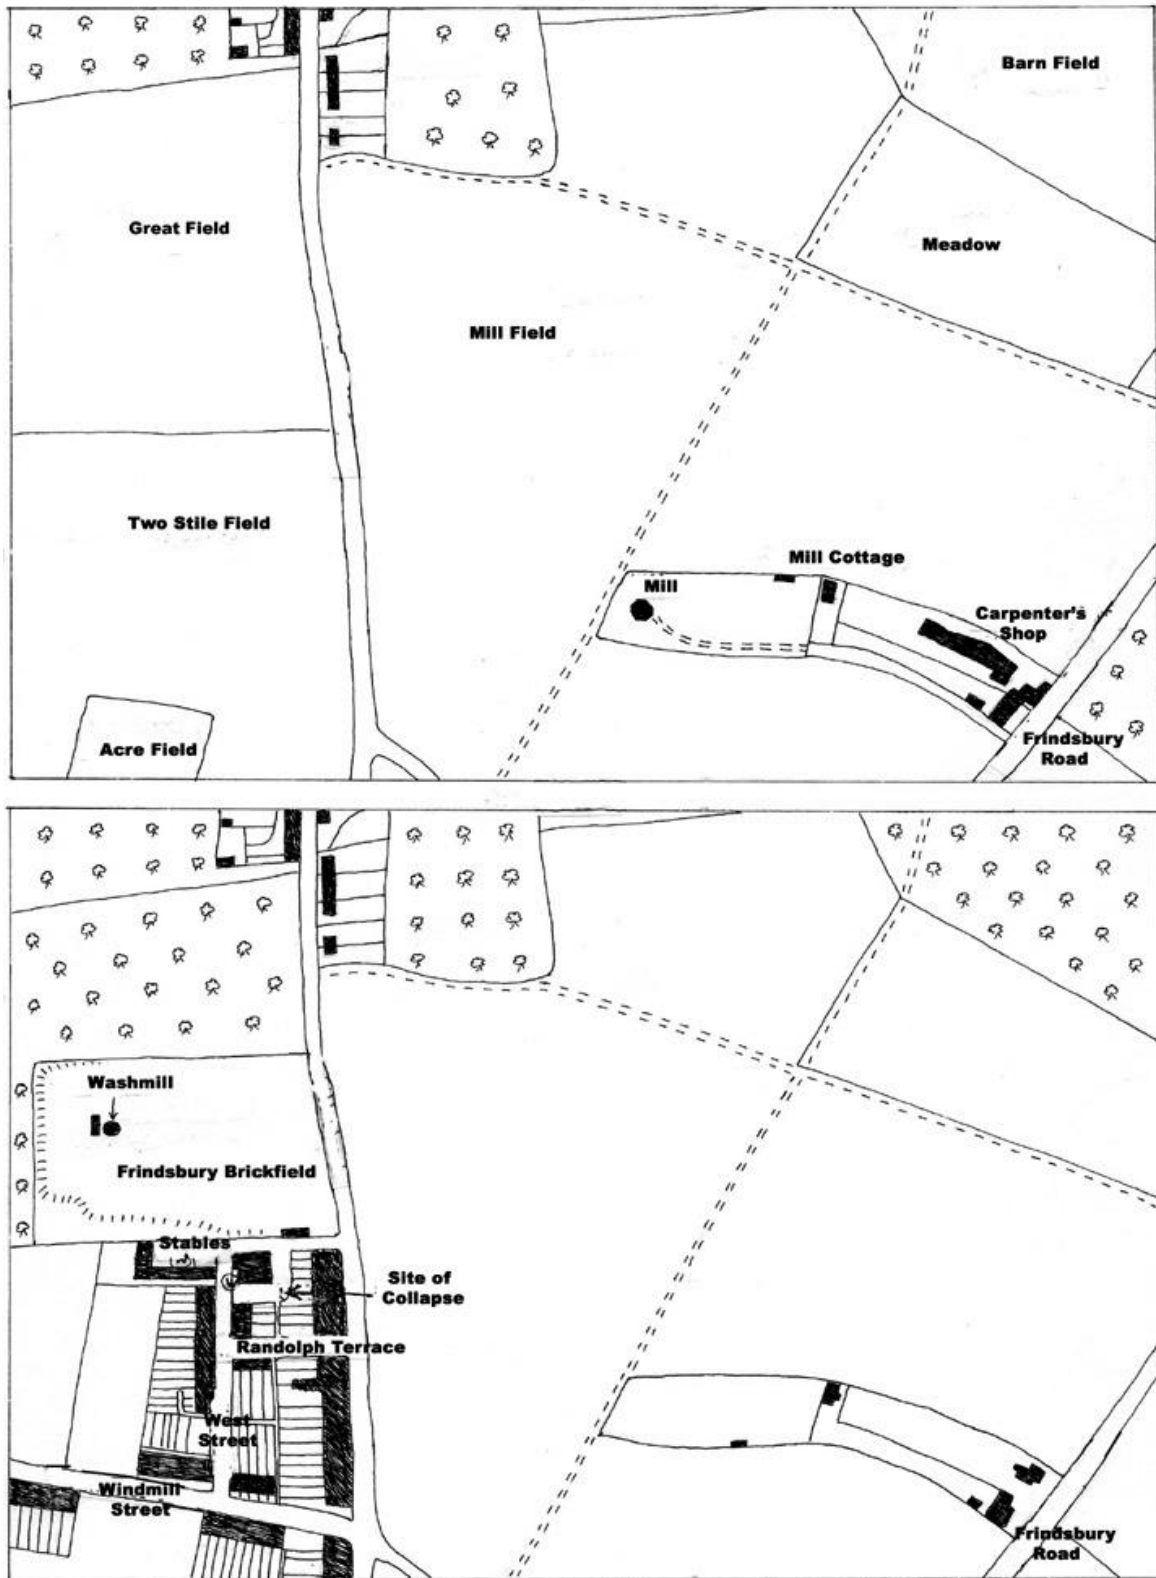 Barn Field
Great Field
Meadow
Mill Field
Two Stile Field
Mill Cottage
Mill
Carpenter's
Shop
Acre Field
Frindsbury
Road
Washmill
Frindsbury Brickfield
Stables
Site of
Collapse
Randolph Terrace
West
Street
Windmill
Street
Frindsbury
Road